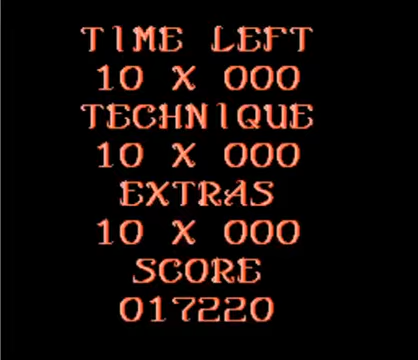 TIME LEFT
10 X 000
TECHNIQUE
10 X 000
EXTRAS
10 X 000
SCORE
017220